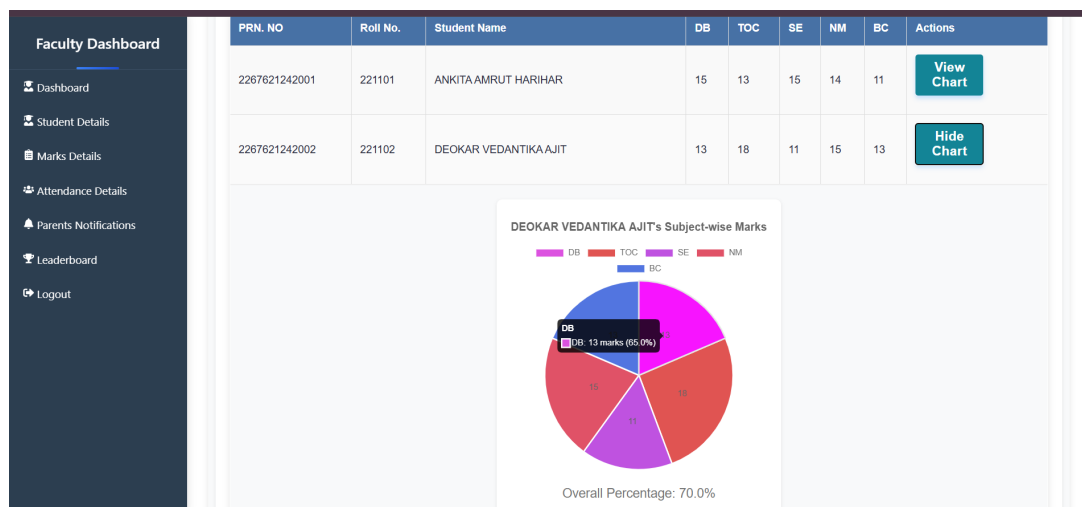 Faculty Dashboard
Dashboard
Student Details
Marks Details
Attendance Details
Parents Notifications
Leaderboard
Logout
PRN. NO Roll No. Student Name DB TOC SE NM BC Actions
2267621242001 221101 ANKITA AMRUT HARIHAR 15 13 15 14 11 View Chart
2267621242002 221102 DEOKAR VEDANTIKA AJIT 13 18 11 15 13 Hide Chart
DEOKAR VEDANTIKA AJIT's Subject-wise Marks
DB TOC SE NM
BC
DB
DB: 13 marks (65.0%)
15
18
11
Overall Percentage: 70.0%